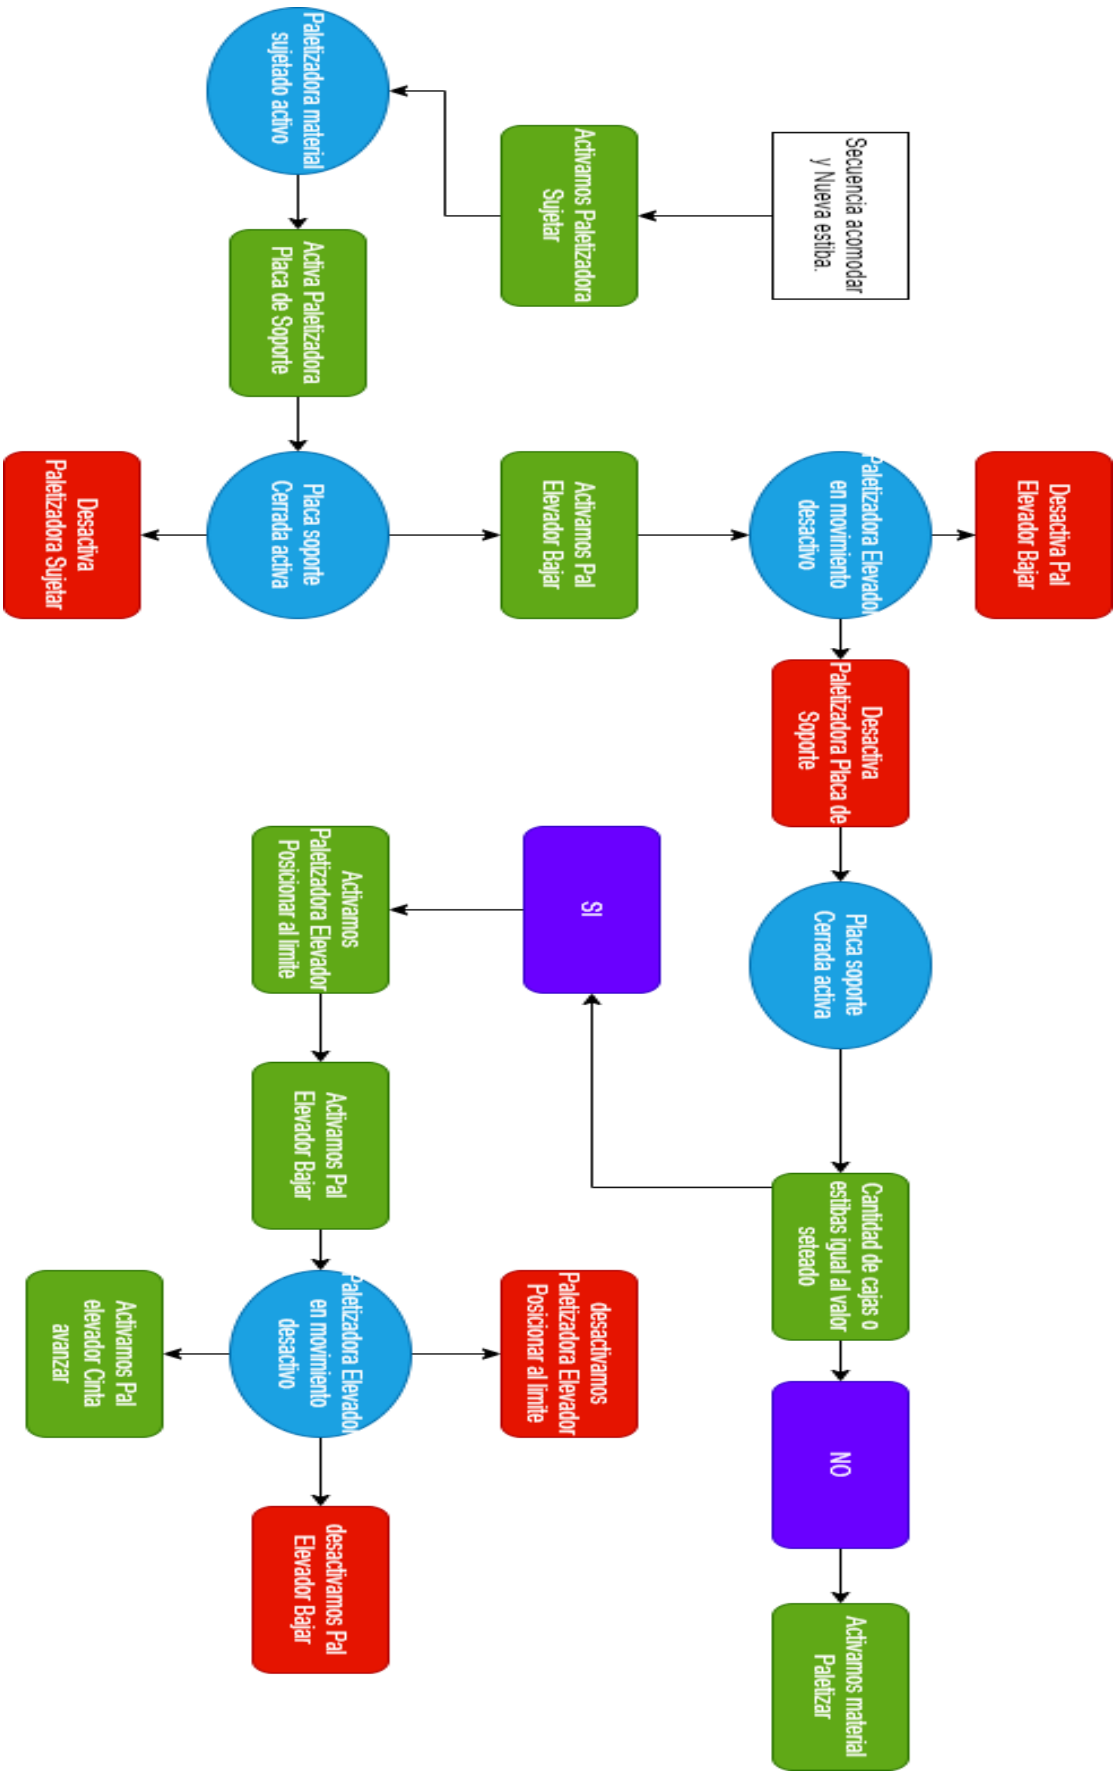 Secuencia acomodar
y Nueva estiba.
Activamos Paletizadora
Sujetar
Paletizadora material
sujetado activo
Activa Paletizadora
Placa de Soporte
Placa soporte
Cerrada activa
Desactiva
Paletizadora Sujetar
Activamos Pal
Elevador Bajar
Paletizadora Elevador
en movimiento
desactivo
Desactiva Pal
Elevador Bajar
Desactiva
Paletizadora Placa de
Soporte
Placa soporte
Cerrada activa
Cantidad de cajas o
estibas igual al valor
seteado
NO
Activamos material
Paletizar
SI
Activamos
Paletizadora Elevador
Posicionar al limite
Activamos Pal
Elevador Bajar
Paletizadora Elevador
en movimiento
desactivo
desactivamos
Paletizadora Elevador
Posicionar al limite
Activamos Pal
elevador Cinta
avanzar
desactivamos Pal
Elevador Bajar